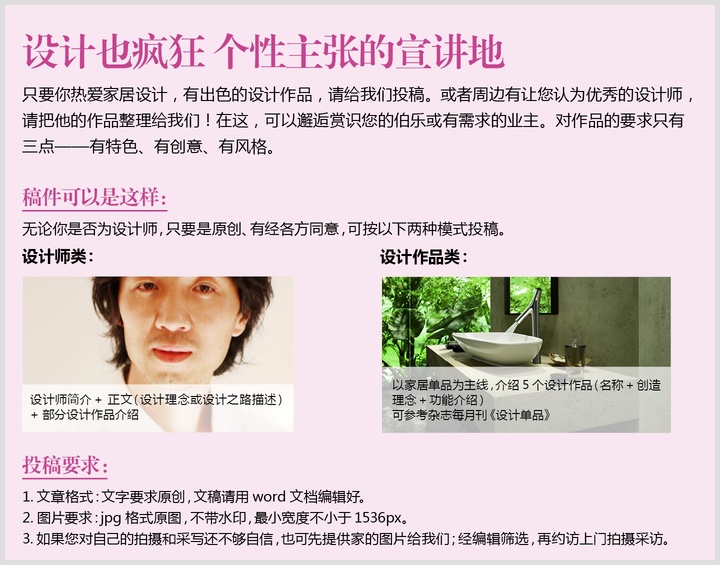 设计也疯狂 个性主张的宣讲地
只要你热爱家居设计，有出色的设计作品，请给我们投稿。或者周边有让您认为优秀的设计师，
请把他的作品整理给我们！在这，可以邂逅赏识您的伯乐或有需求的业主。对作品的要求只有
三点——有特色、有创意、有风格。
稿件可以是这样：
无论你是否为设计师，只要是原创、有经各方同意，可按以下两种模式投稿。
设计师类：
设计师简介 + 正文（设计理念或设计之路描述）
+ 部分设计作品介绍
设计作品类：
以家居单品为主线，介绍 5 个设计作品（名称 + 创造
理念 + 功能介绍）
可参考杂志每月刊《设计单品》
投稿要求：
1. 文章格式：文字要求原创，文稿请用 word 文档编辑好。
2. 图片要求：jpg 格式原图，不带水印，最小宽度不小于 1536px。
3. 如果您对自己的拍摄和采写还不够自信，也可先提供家的图片给我们；经编辑筛选，再约访上门拍摄采访。